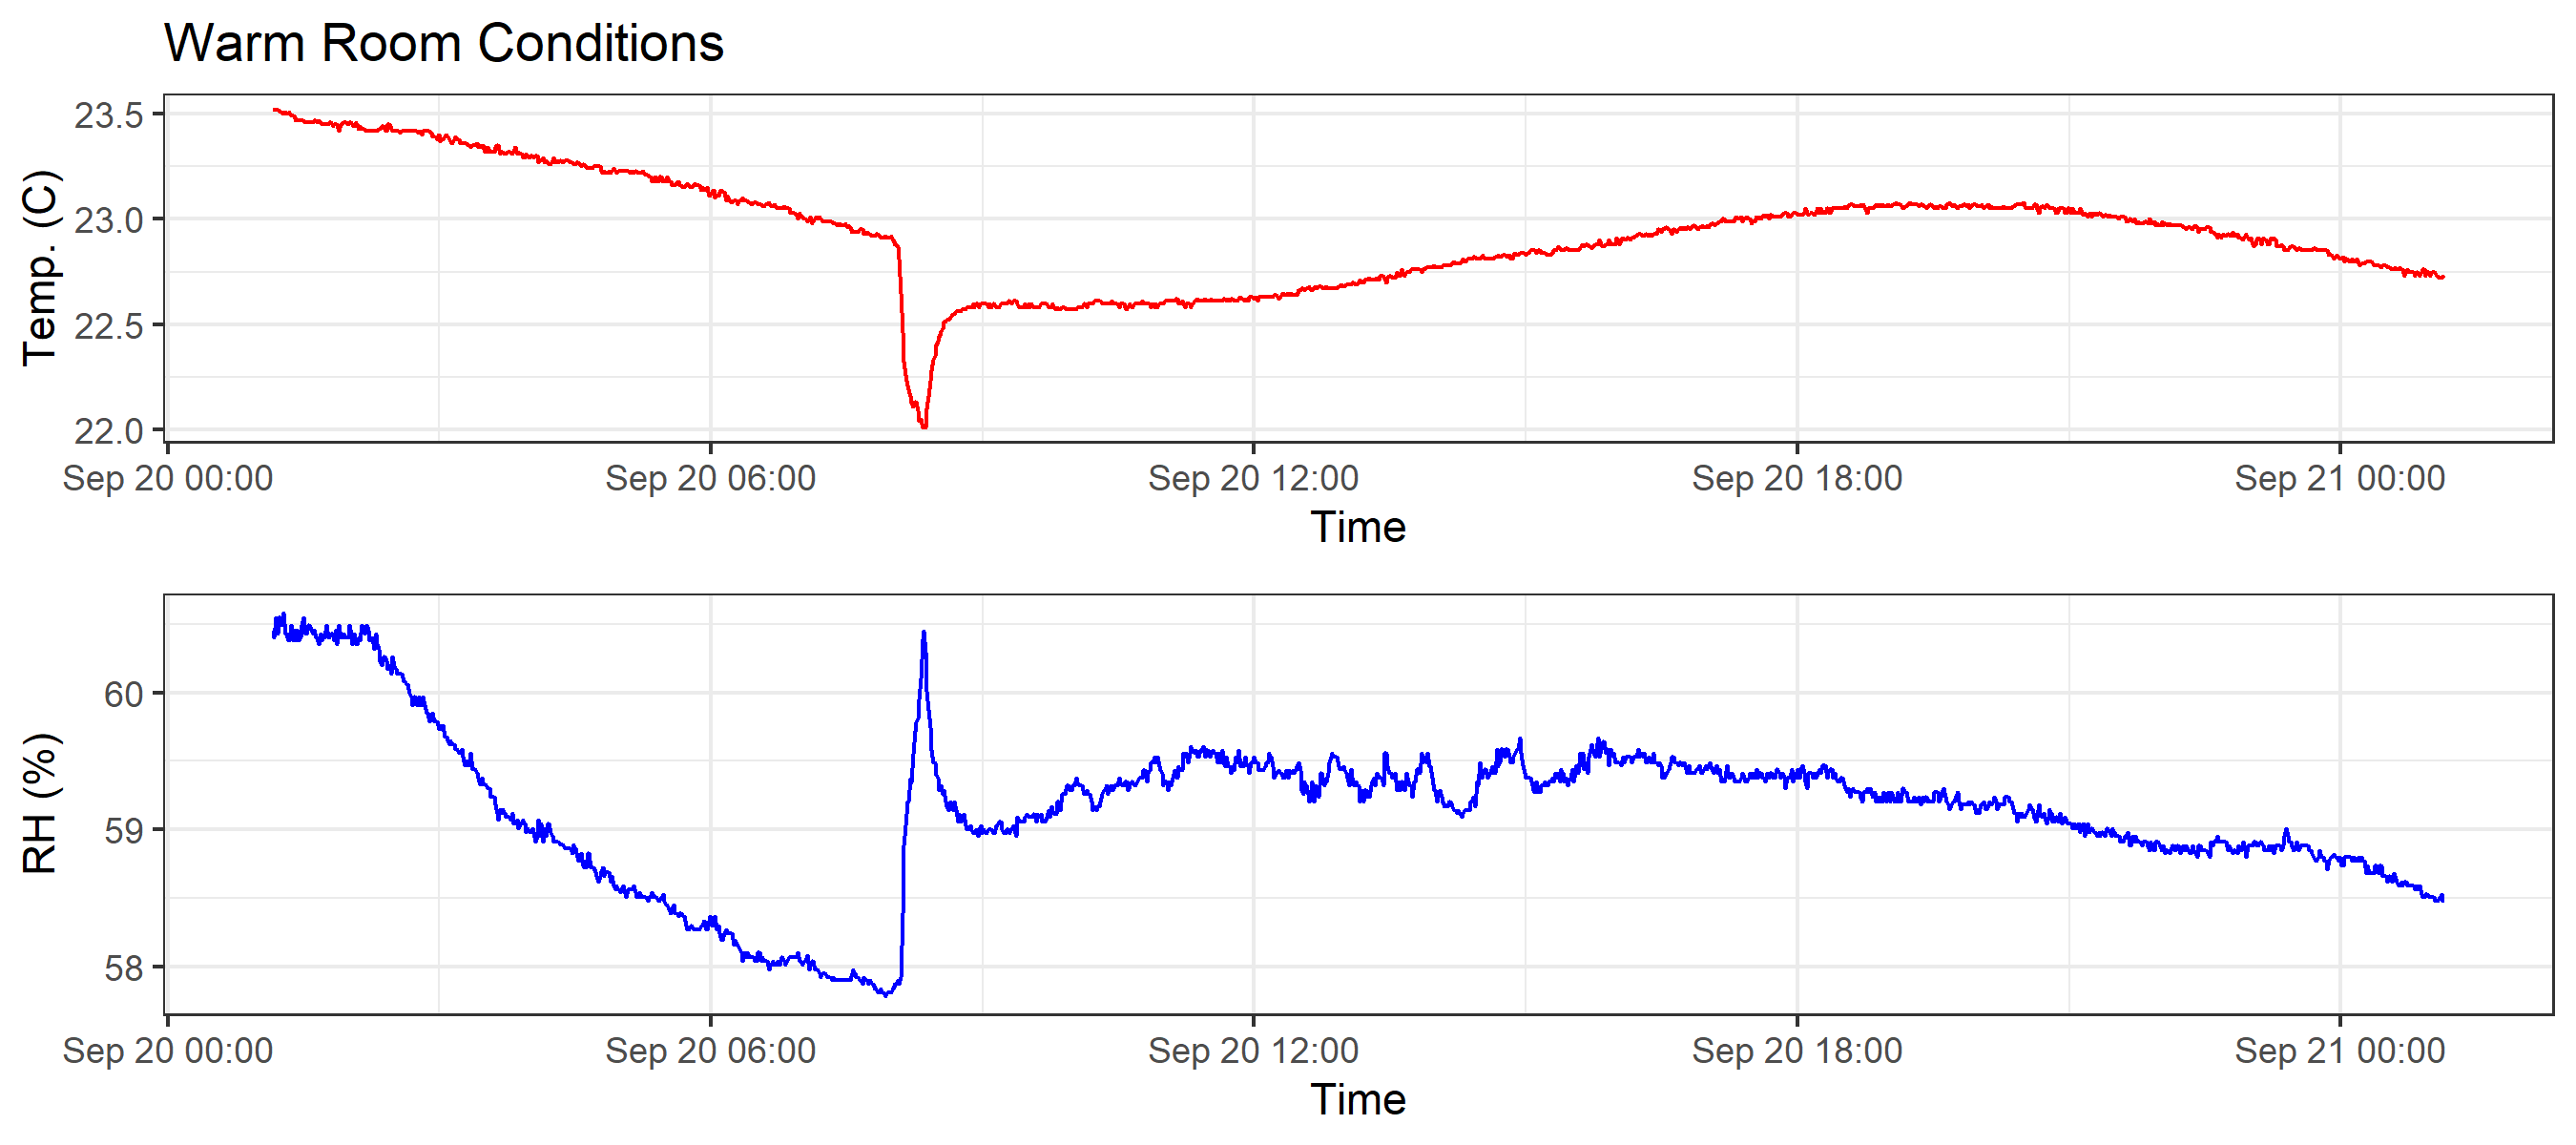 Warm Room Conditions
23.5
23.0
22.5
22.0
Temp. (C)
Sep 20 00:00 Sep 20 06:00 Sep 20 12:00 Sep 20 18:00 Sep 21 00:00
Time
60
59
58
RH (%)
Sep 20 00:00 Sep 20 06:00 Sep 20 12:00 Sep 20 18:00 Sep 21 00:00
Time